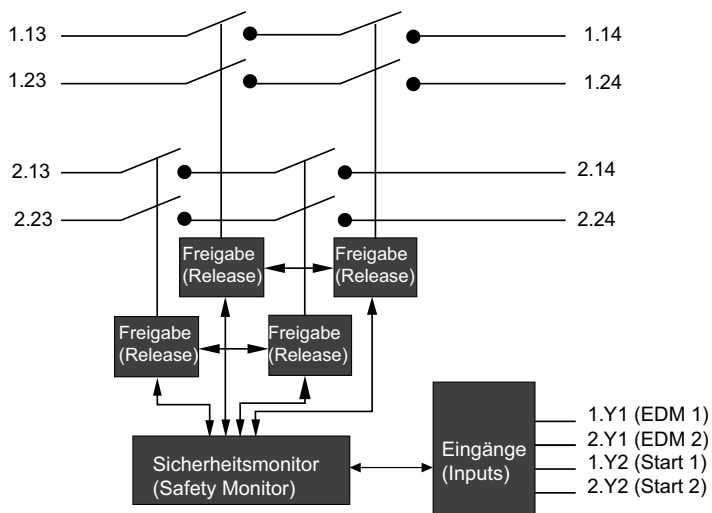 1.13
1.14
1.23
1.24
2.13
2.14
2.23
2.24
Freigabe
(Release)
Freigabe
(Release)
Freigabe
(Release)
Freigabe
(Release)
Sicherheitsmonitor
(Safety Monitor)
Eingänge
(Inputs)
1.Y1 (EDM 1)
2.Y1 (EDM 2)
1.Y2 (Start 1)
2.Y2 (Start 2)